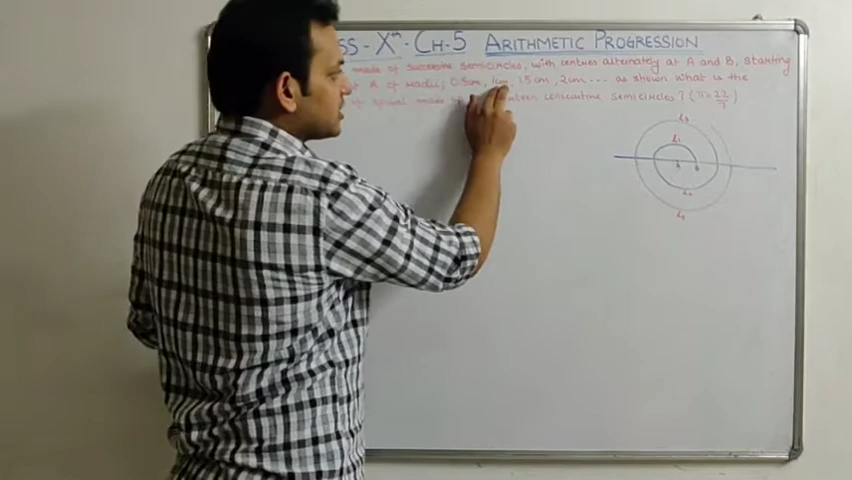 SS - Xth - CH-5 ARITHMETIC PROGRESSION
made of successive semicircles, with centres alternately at A and B, starting
at A of radii, 0.5cm, 1cm, 1.5cm, 2cm ... as shown what is the
of spiral made consecutive semicircles? (π=22/7)
l3
l1
A B
l2